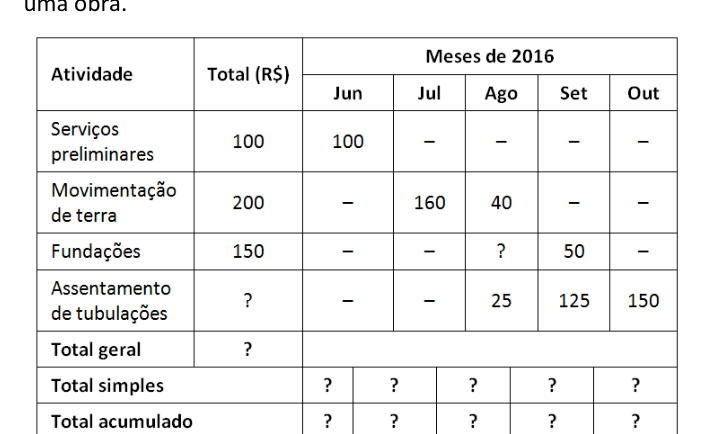 uma obra.
Atividade Total (R$) Meses de 2016
Jun Jul Ago Set Out
Serviços
preliminares 100 100 – – – –
Movimentação
de terra 200 – 160 40 – –
Fundações 150 – – ? 50 –
Assentamento
de tubulações ? – – 25 125 150
Total geral ?
Total simples ? ? ? ? ?
Total acumulado ? ? ? ? ?